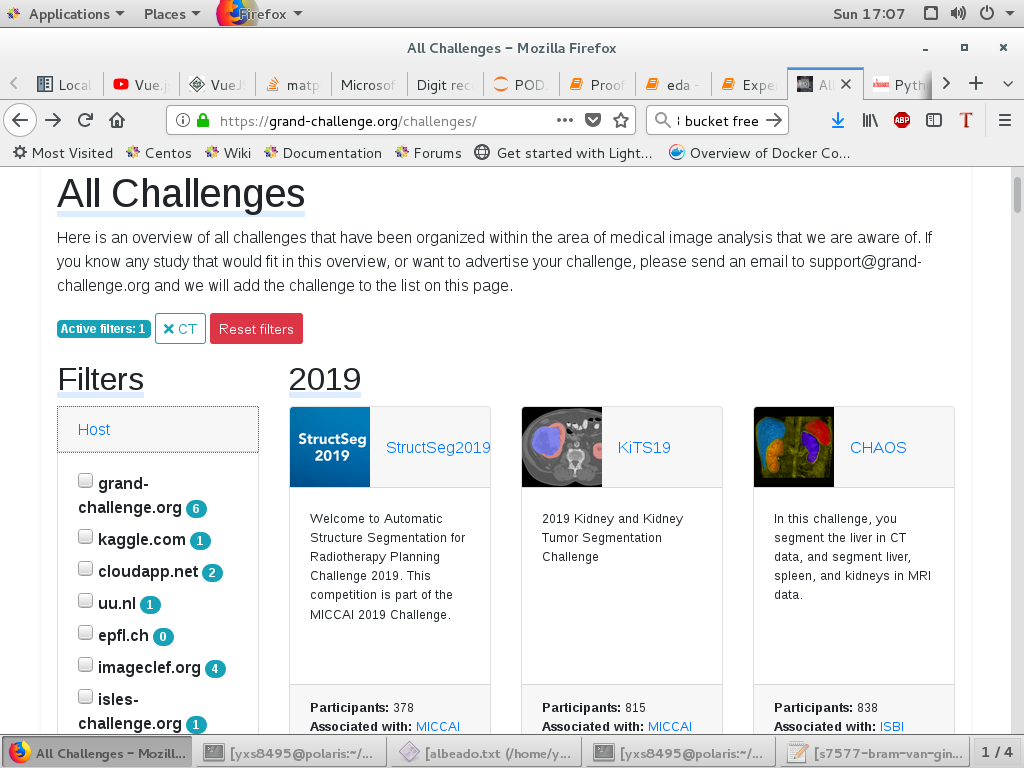 Applications Places Firefox Sun 17:07
All Challenges - Mozilla Firefox
Local Vue.j VueJS matp Microsof Digit rec POD. Proof eda - Expe All Pyth
https://grand-challenge.org/challenges/ bucket free
Most Visited Centos Wiki Documentation Forums Get started with Light... Overview of Docker Co...
All Challenges
Here is an overview of all challenges that have been organized within the area of medical image analysis that we are aware of. If
you know any study that would fit in this overview, or want to advertise your challenge, please send an email to support@grand-
challenge.org and we will add the challenge to the list on this page.
Active filters: 1 × CT Reset filters
Filters
Host
grand-
challenge.org 6
kaggle.com 1
cloudapp.net 2
uu.nl 1
epfl.ch 0
imageclef.org 4
isles-
challenge.org 1
2019
StructSeg
2019
StructSeg2019
Welcome to Automatic
Structure Segmentation for
Radiotherapy Planning
Challenge 2019. This
competition is part of the
MICCAI 2019 Challenge.
Participants: 378
Associated with: MICCAI
KiTS19
2019 Kidney and Kidney
Tumor Segmentation
Challenge
Participants: 815
Associated with: MICCAI
CHAOS
In this challenge, you
segment the liver in CT
data, and segment liver,
spleen, and kidneys in MRI
data.
Participants: 838
Associated with: ISBI
All Challenges - Mozill... [yxs8495@polaris:~/... [albeado.txt (/home/y... [yxs8495@polaris:~/... [s7577-bram-van-gin... 1 / 4